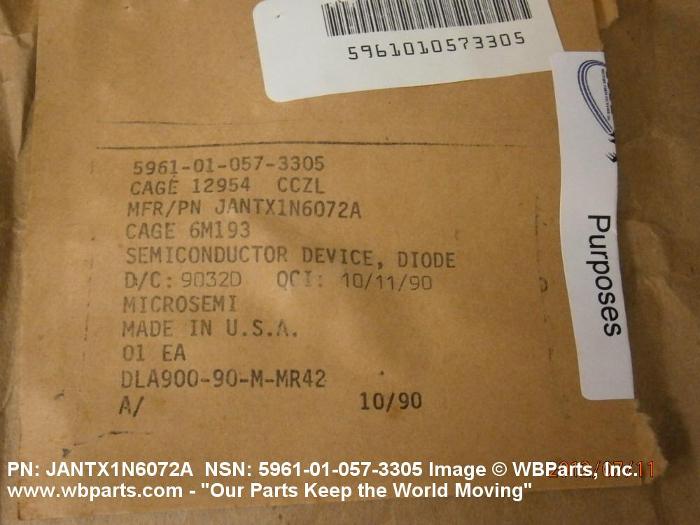 5961010573305
5961-01-057-3305
CAGE 12954 CCZL
MFR/PN JANTX1N6072A
CAGE 6M193
SEMICONDUCTOR DEVICE, DIODE
D/C: 9032D QCI: 10/11/90
MICROSEMI
MADE IN U.S.A.
01 EA
DLA900-90-M-MR42
A/ 10/90
Purposes
PN: JANTX1N6072A NSN: 5961-01-057-3305 Image © WBParts, Inc.
www.wbparts.com - "Our Parts Keep the World Moving"